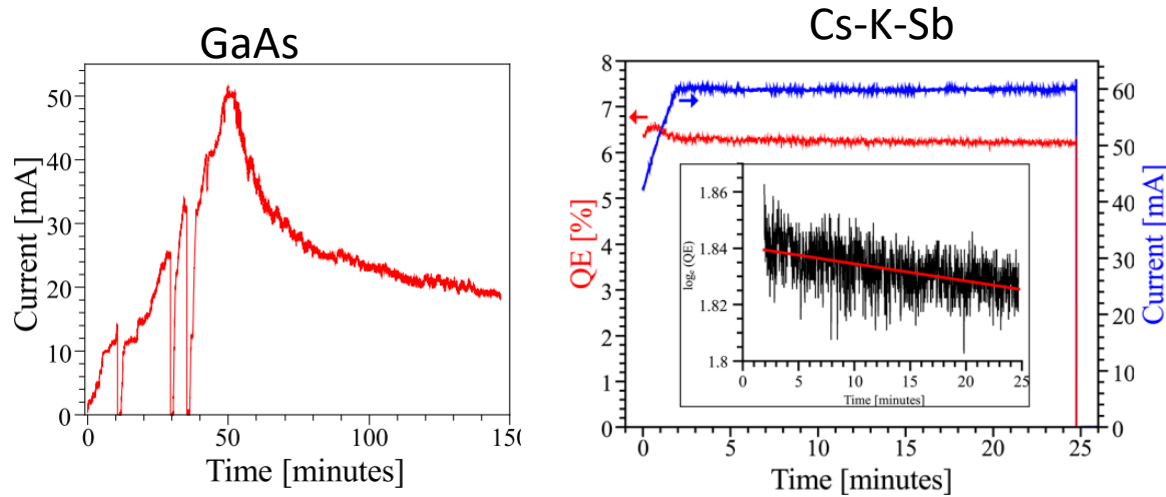 GaAs
Current [mA]
50
40
30
20
10
0
0 50 100 150
Time [minutes]
Cs-K-Sb
QE [%]
8
7
6
5
4
3
2
1
0
Current [mA]
60
50
40
30
20
10
0
logₑ (QE)
1.86
1.84
1.82
1.8
0 5 10 15 20 25
Time [minutes]
0 5 10 15 20 25
Time [minutes]